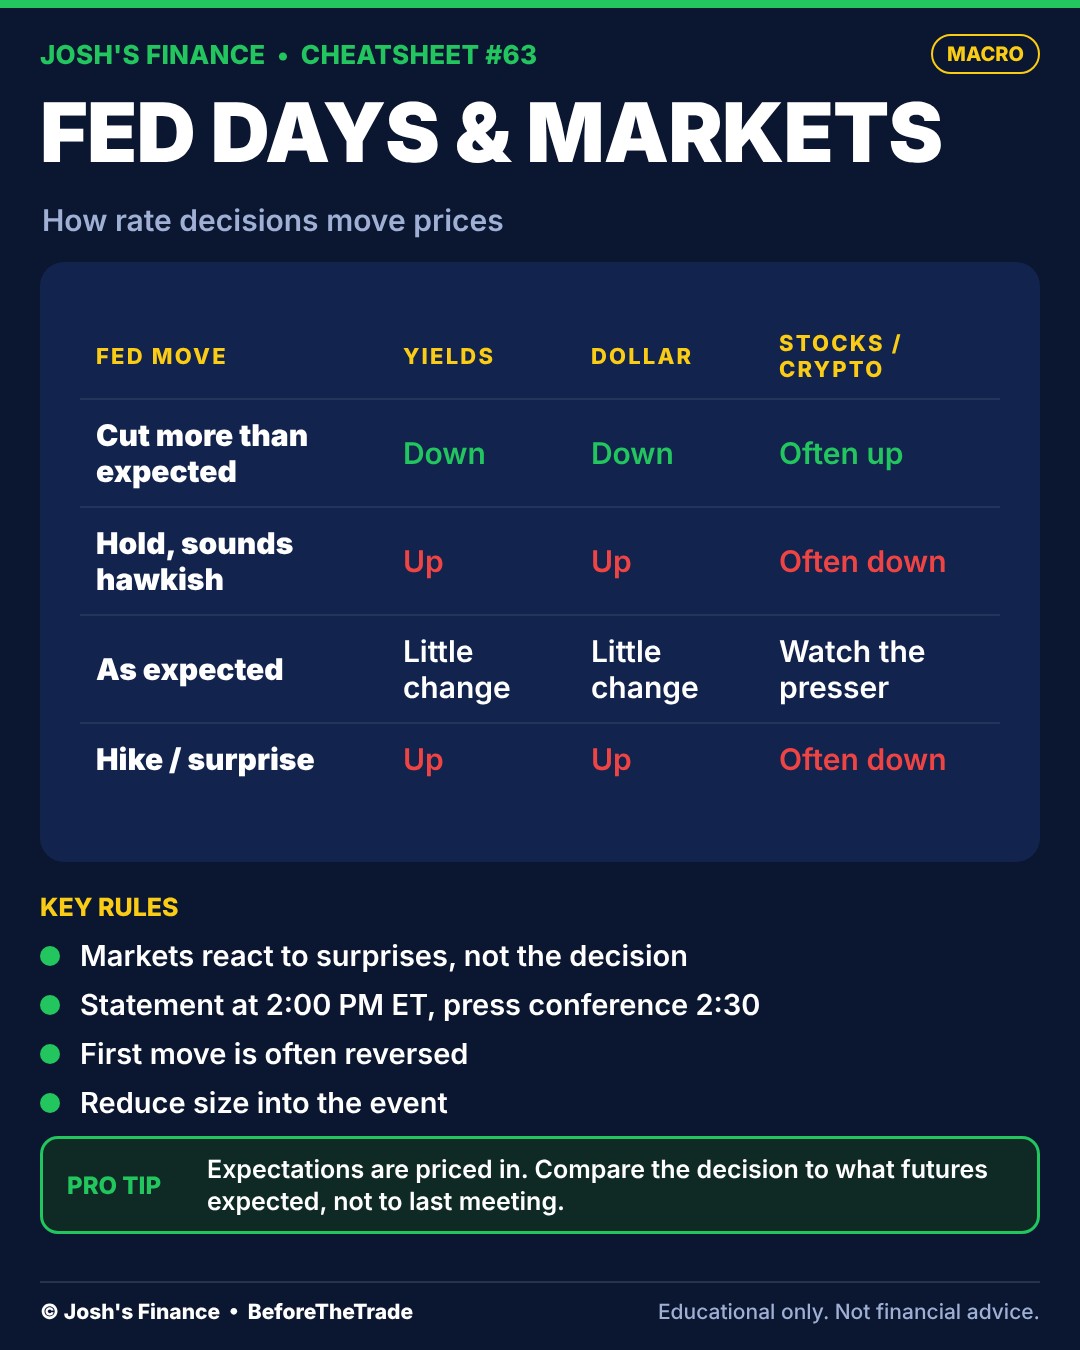 JOSH'S FINANCE • CHEATSHEET #63
MACRO
FED DAYS & MARKETS
How rate decisions move prices
FED MOVE YIELDS DOLLAR STOCKS / CRYPTO
Cut more than expected Down Down Often up
Hold, sounds hawkish Up Up Often down
As expected Little change Little change Watch the presser
Hike / surprise Up Up Often down
KEY RULES
Markets react to surprises, not the decision
Statement at 2:00 PM ET, press conference 2:30
First move is often reversed
Reduce size into the event
PRO TIP
Expectations are priced in. Compare the decision to what futures
expected, not to last meeting.
© Josh's Finance • BeforeTheTrade
Educational only. Not financial advice.